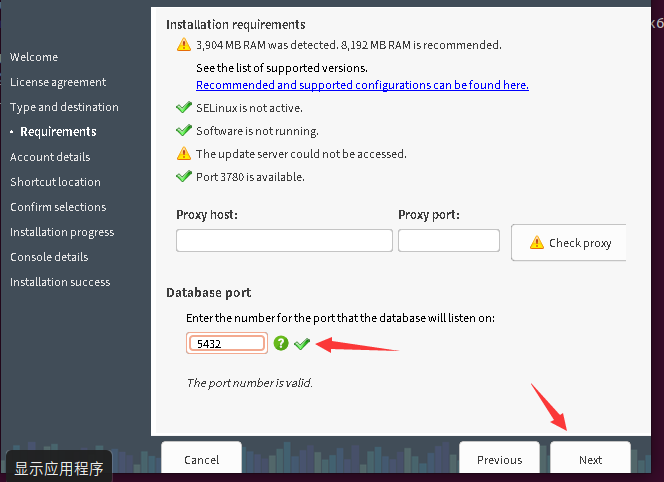 Installation requirements
3,904 MB RAM was detected. 8,192 MB RAM is recommended.
See the list of supported versions.
Recommended and supported configurations can be found here.
SELinux is not active.
Software is not running.
The update server could not be accessed.
Port 3780 is available.
Proxy host:
Proxy port:
Check proxy
Database port
Enter the number for the port that the database will listen on:
5432
The port number is valid.
Welcome
License agreement
Type and destination
• Requirements
Account details
Shortcut location
Confirm selections
Installation progress
Console details
Installation success
x6
显示应用程序
Cancel
Previous
Next